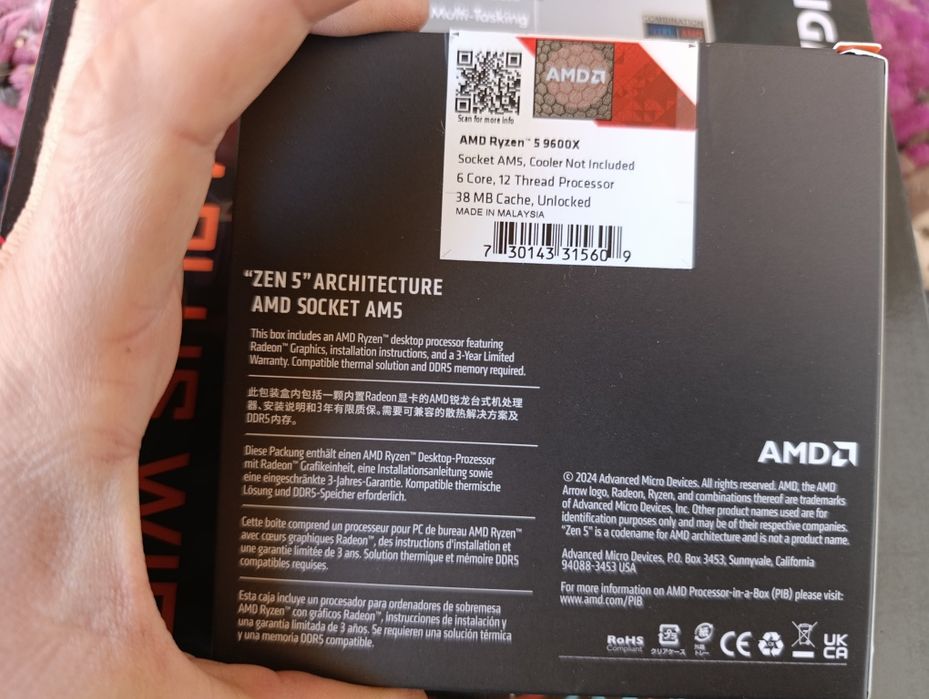 Multi-Tasking
COMBINATION
AMD
Scan for more info
AMD Ryzen™ 5 9600X
Socket AM5, Cooler Not Included
6 Core, 12 Thread Processor
38 MB Cache, Unlocked
MADE IN MALAYSIA
7 30143 31560 9
“ZEN 5” ARCHITECTURE
AMD SOCKET AM5
This box includes an AMD Ryzen™ desktop processor featuring
Radeon™ Graphics, installation instructions, and a 3-Year Limited
Warranty. Compatible thermal solution and DDR5 memory required.
此包装盒内包括一颗内置Radeon显卡的AMD锐龙台式机处理
器、安装说明和3年有限质保。需要可兼容的散热解决方案及
DDR5内存。
Diese Packung enthält einen AMD Ryzen™ Desktop-Prozessor
mit Radeon™ Grafikeinheit, eine Installationsanleitung sowie
eine eingeschränkte 3-Jahres-Garantie. Kompatible thermische
Lösung und DDR5-Speicher erforderlich.
Cette boîte comprend un processeur pour PC de bureau AMD Ryzen™
avec cœurs graphiques Radeon™, des instructions d'installation et
une garantie limitée de 3 ans. Solution thermique et mémoire DDR5
compatibles requises.
Esta caja incluye un procesador para ordenadores de sobremesa
AMD Ryzen™ con gráficos Radeon™, instrucciones de instalación y
una garantía limitada de 3 años. Se requieren una solución térmica
y una memoria DDR5 compatible.
AMD
© 2024 Advanced Micro Devices. All rights reserved. AMD, the AMD
Arrow logo, Radeon, Ryzen, and combinations thereof are trademarks
of Advanced Micro Devices, Inc. Other product names used are for
identification purposes only and may be of their respective companies.
“Zen 5” is a codename for AMD architecture and is not a product name.
Advanced Micro Devices, P.O. Box 3453, Sunnyvale, California
94088-3453 USA
For more information on AMD Processor-in-a-Box (PIB) please visit:
www.amd.com/PIB
RoHS
Compliant
クリアケース
外箱
トレー
CE
UK
CA